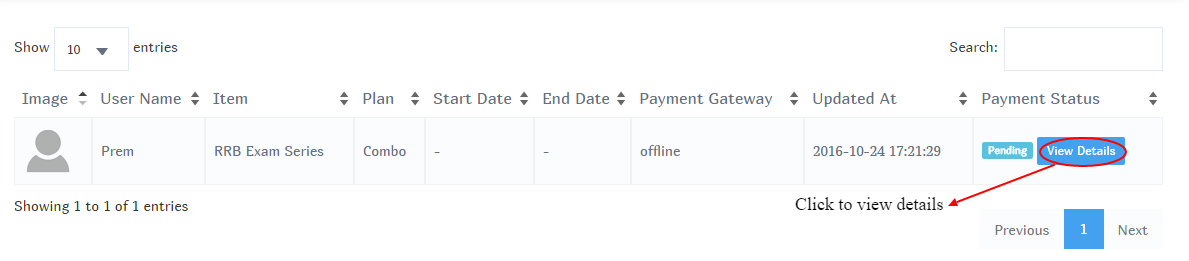 Show 10 entries Search:
Image User Name Item Plan Start Date End Date Payment Gateway Updated At Payment Status
Prem RRB Exam Series Combo - - offline 2016-10-24 17:21:29 Pending View Details
Showing 1 to 1 of 1 entries
Click to view details
Previous 1 Next